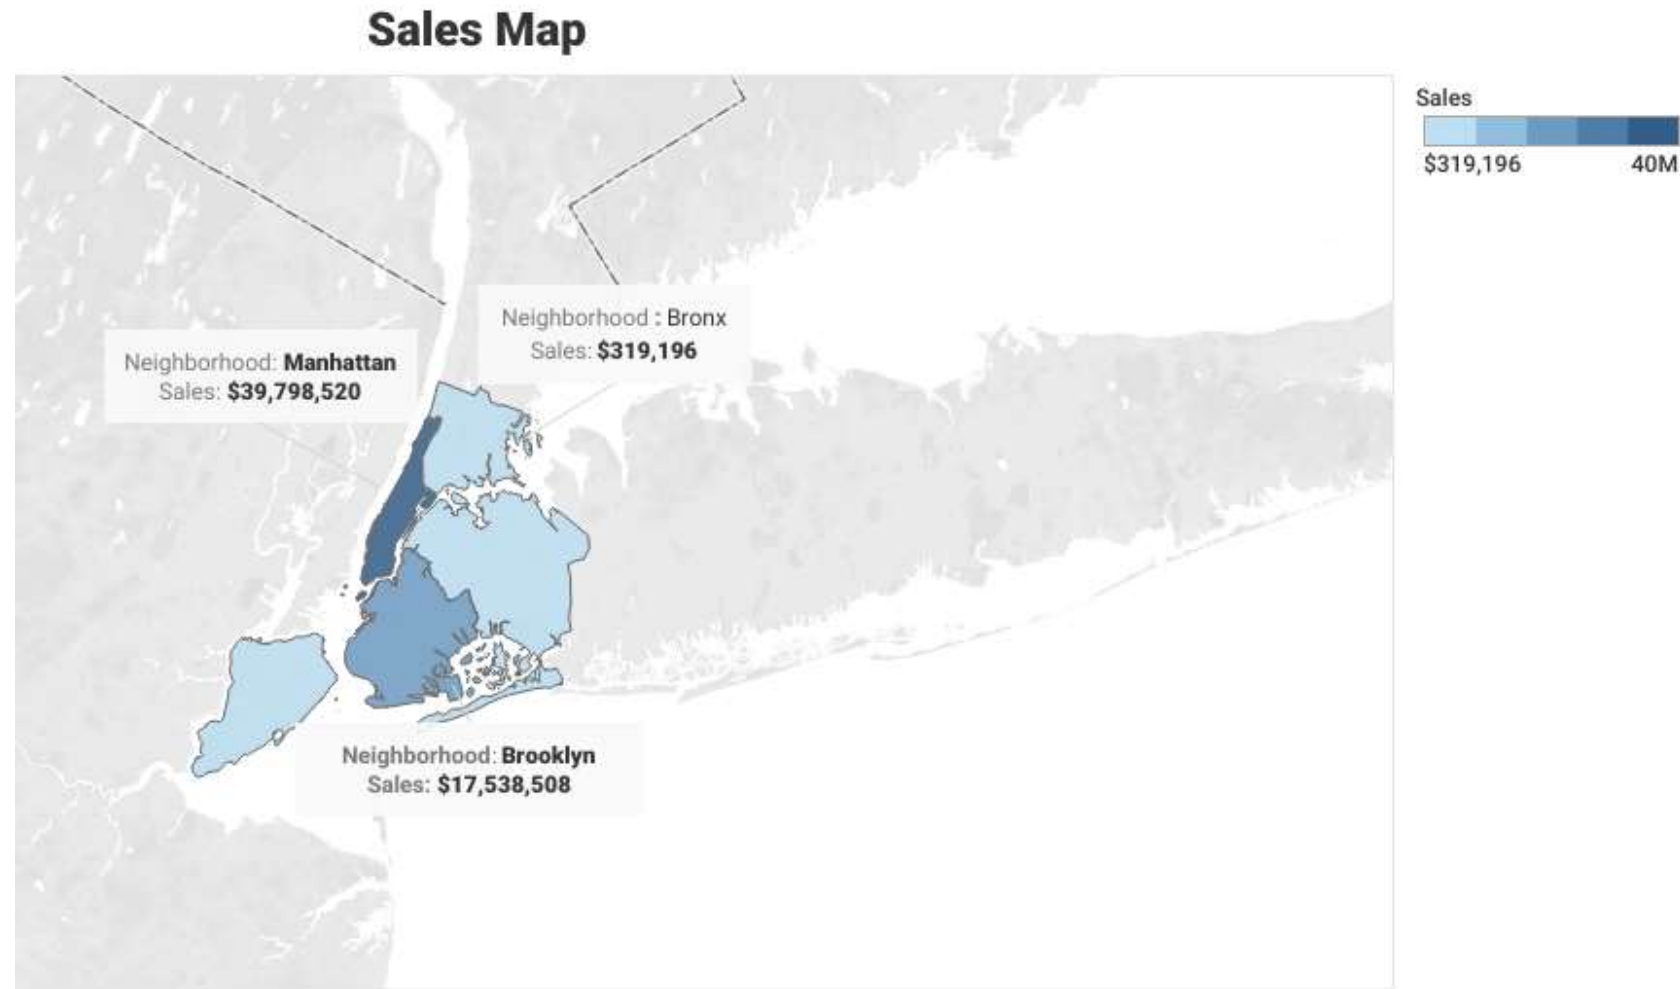 Sales Map
Sales
$319,196 40M
Neighborhood : Bronx
Sales: $319,196
Neighborhood: Manhattan
Sales: $39,798,520
Neighborhood: Brooklyn
Sales: $17,538,508